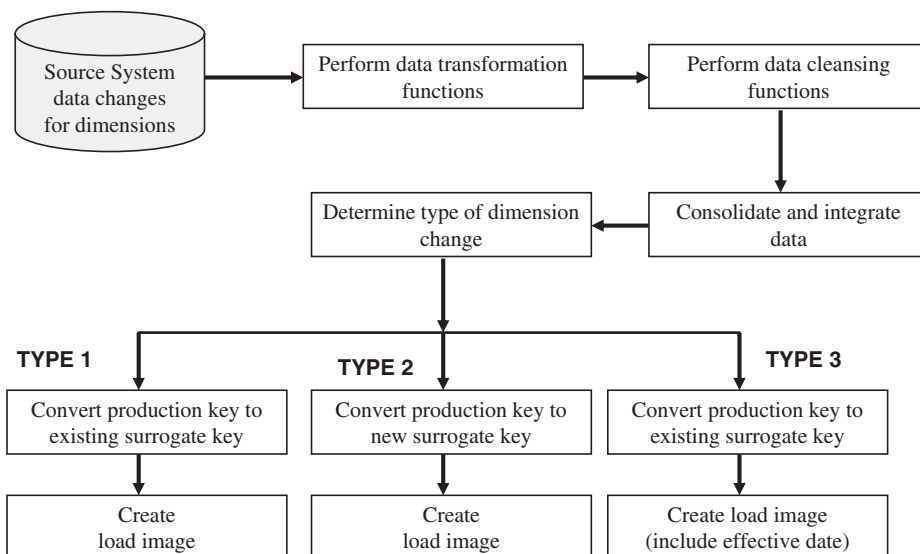 Source System
data changes
for dimensions
Perform data transformation
functions
Perform data cleansing
functions
Determine type of dimension
change
Consolidate and integrate
data
TYPE 1
TYPE 2
TYPE 3
Convert production key to
existing surrogate key
Convert production key to
new surrogate key
Convert production key to
existing surrogate key
Create
load image
Create
load image
Create load image
(include effective date)